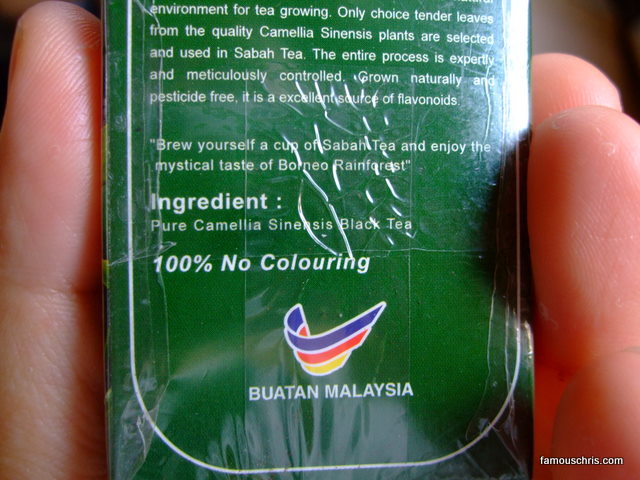 environment for tea growing. Only choice tender leaves
from the quality Camellia Sinensis plants are selected
and used in Sabah Tea. The entire process is expertly
and meticulously controlled. Grown naturally and
pesticide free, it is a excellent source of flavonoids.
"Brew yourself a cup of Sabah Tea and enjoy the
mystical taste of Borneo Rainforest"
Ingredient :
Pure Camellia Sinensis Black Tea
100% No Colouring
BUATAN MALAYSIA
famouschris.com